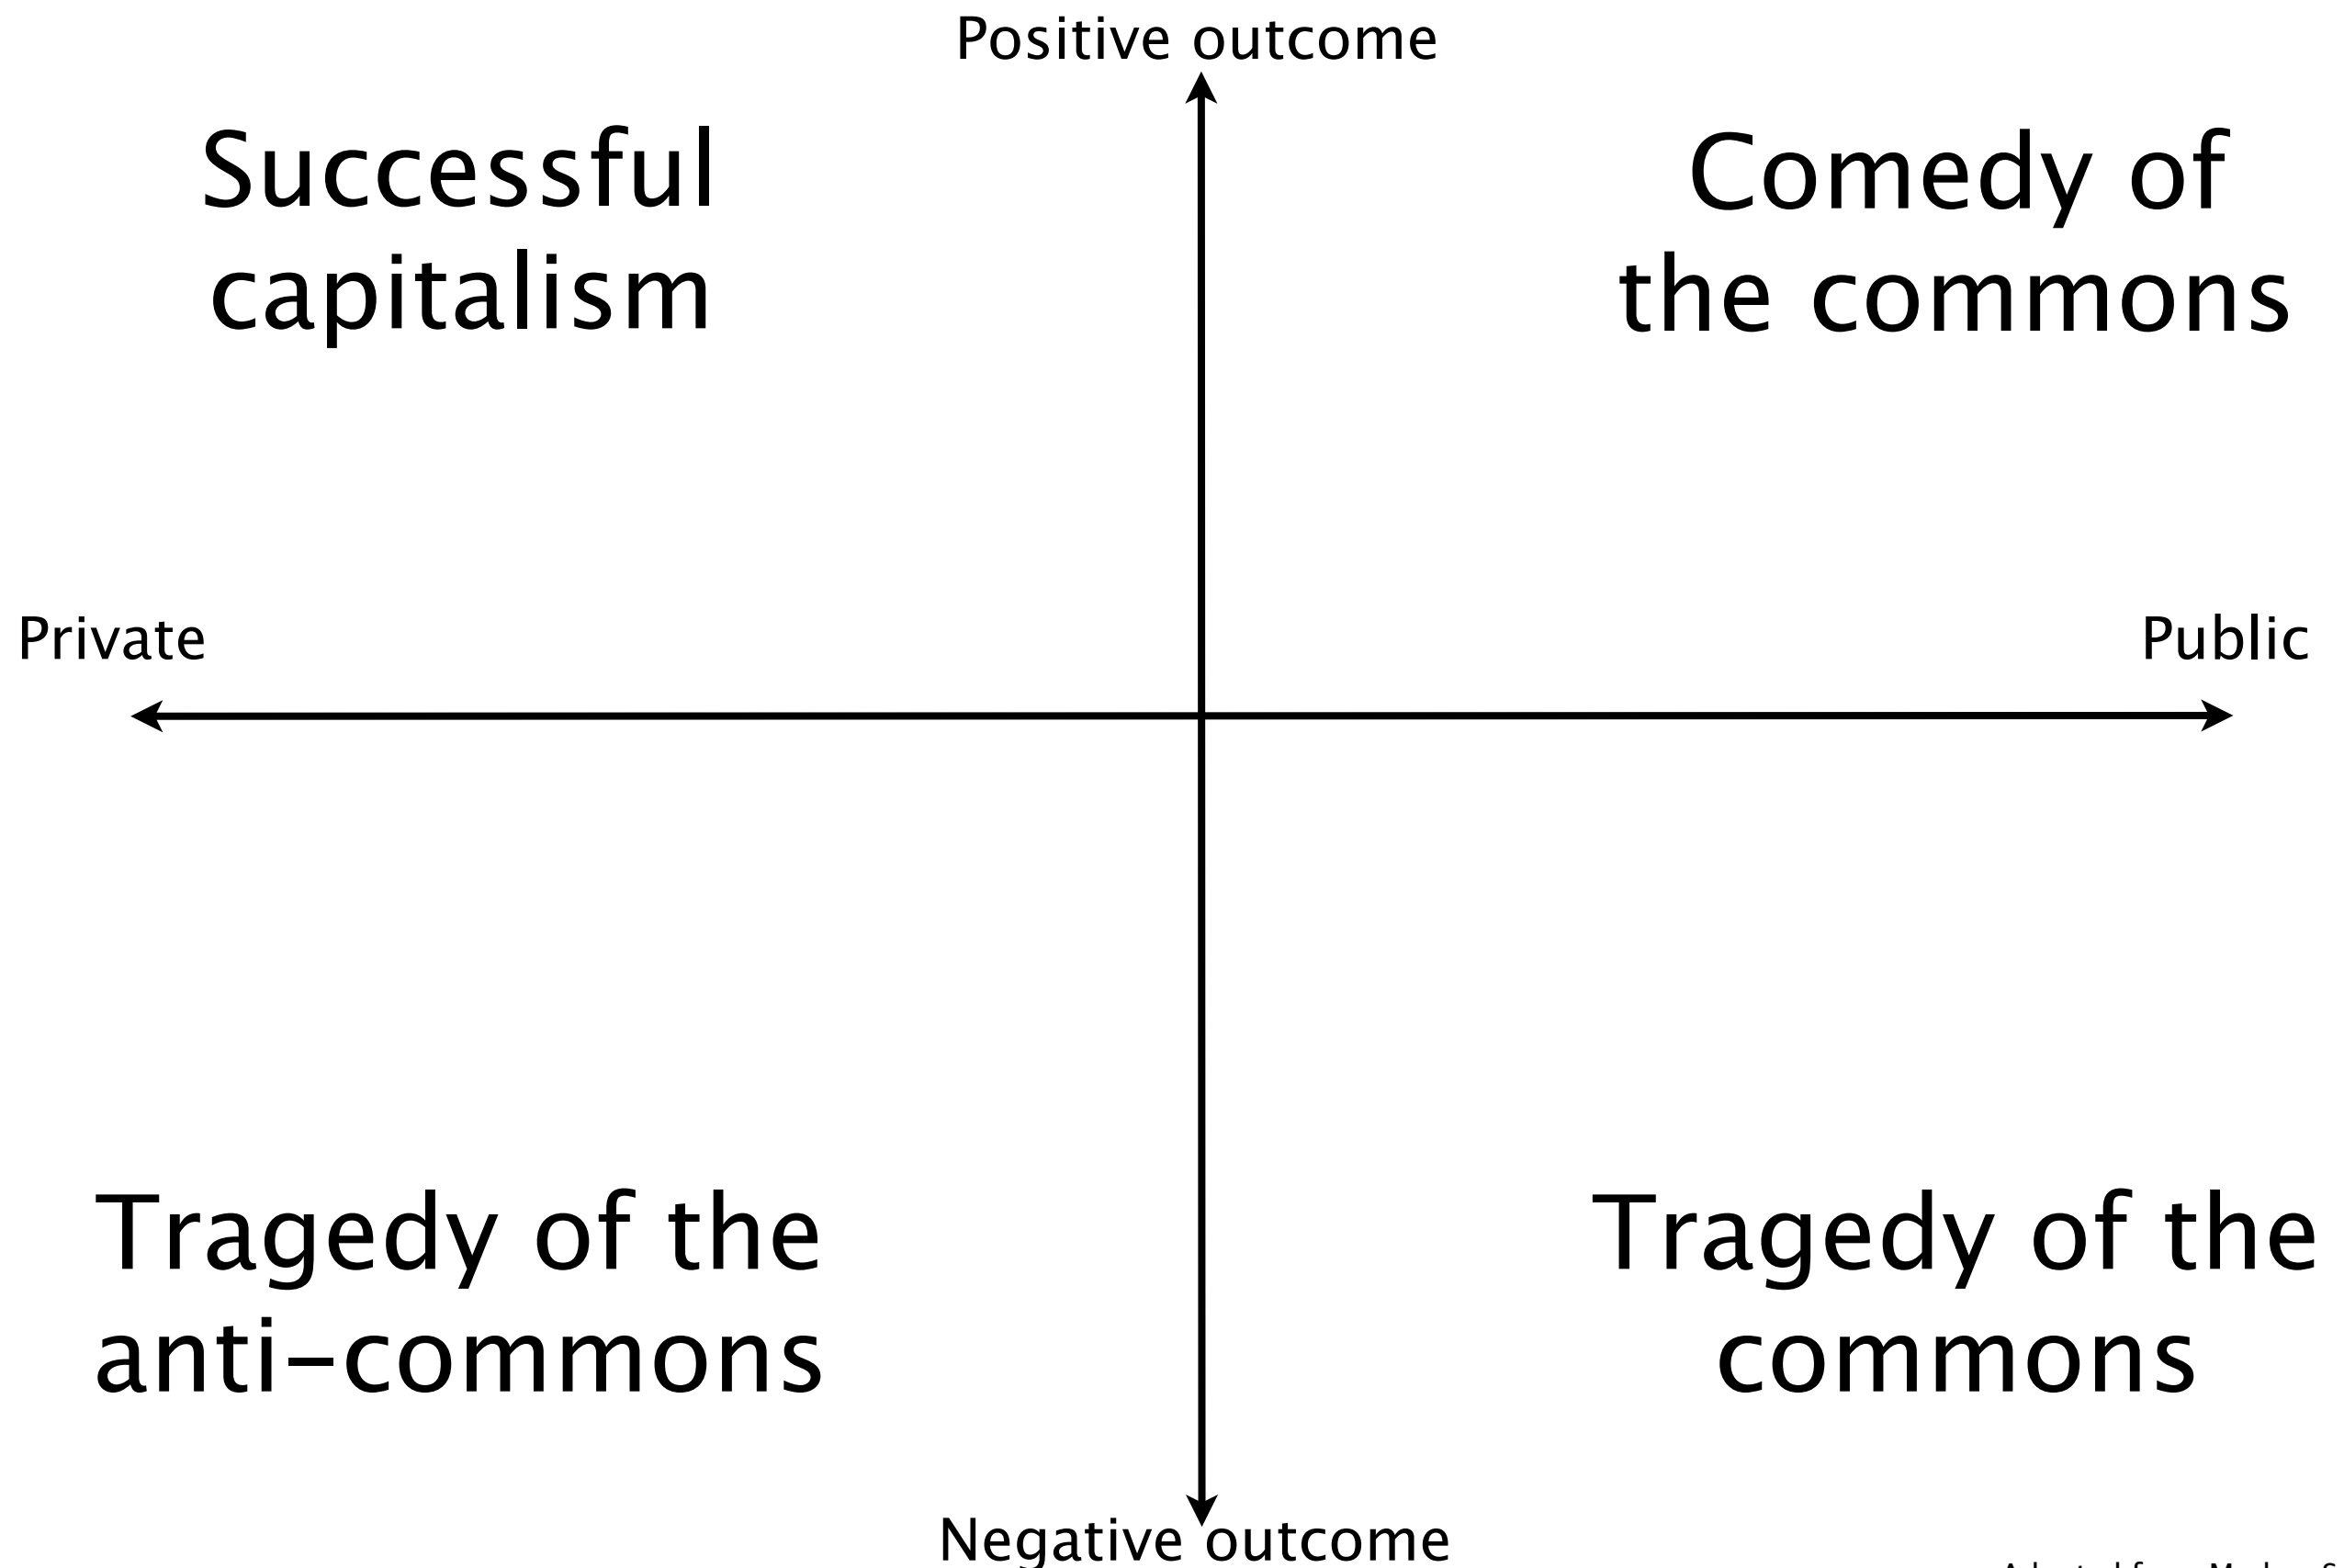 Positive outcome
Successful
capitalism
Comedy of
the commons
Private
Public
Tragedy of the
anti-commons
Tragedy of the
commons
Negative outcome